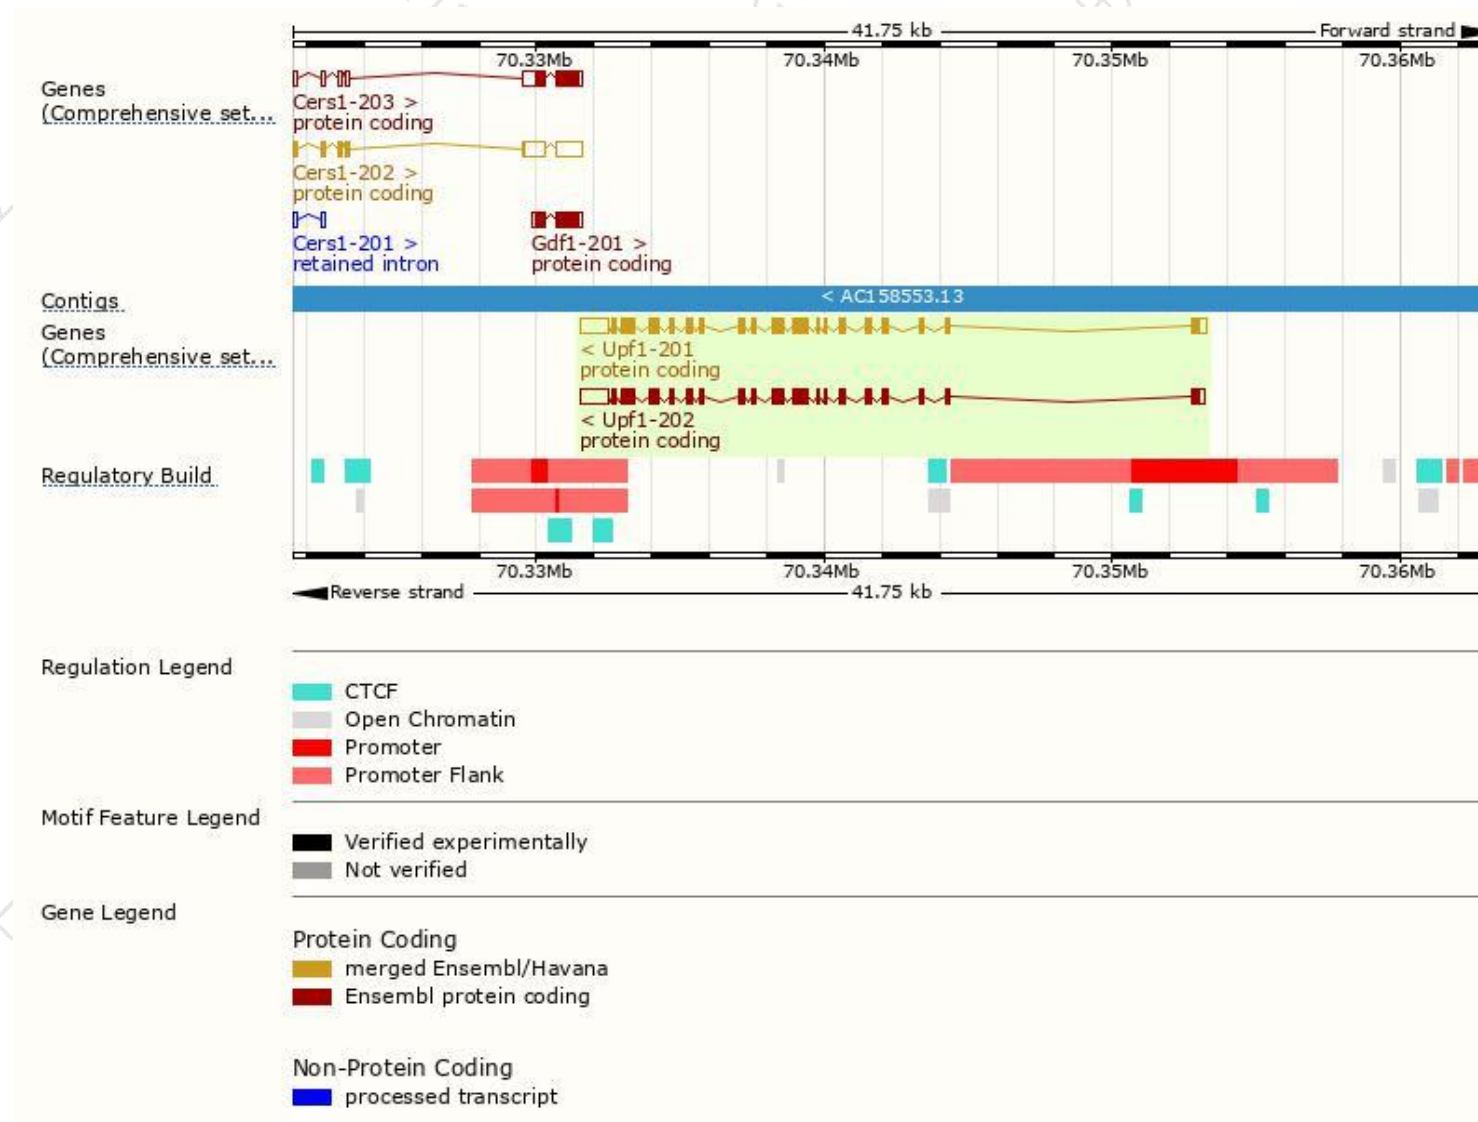 41.75 kb Forward strand
70.33Mb 70.34Mb 70.35Mb 70.36Mb
Genes
(Comprehensive set...
Cers1-203 >
protein coding
Cers1-202 >
protein coding
Cers1-201 > Gdf1-201 >
retained intron protein coding
Contigs < AC158553.13
Genes
(Comprehensive set...
< Upf1-201
protein coding
< Upf1-202
protein coding
Regulatory Build
70.33Mb 70.34Mb 70.35Mb 70.36Mb
Reverse strand 41.75 kb
Regulation Legend
CTCF
Open Chromatin
Promoter
Promoter Flank
Motif Feature Legend
Verified experimentally
Not verified
Gene Legend
Protein Coding
merged Ensembl/Havana
Ensembl protein coding
Non-Protein Coding
processed transcript